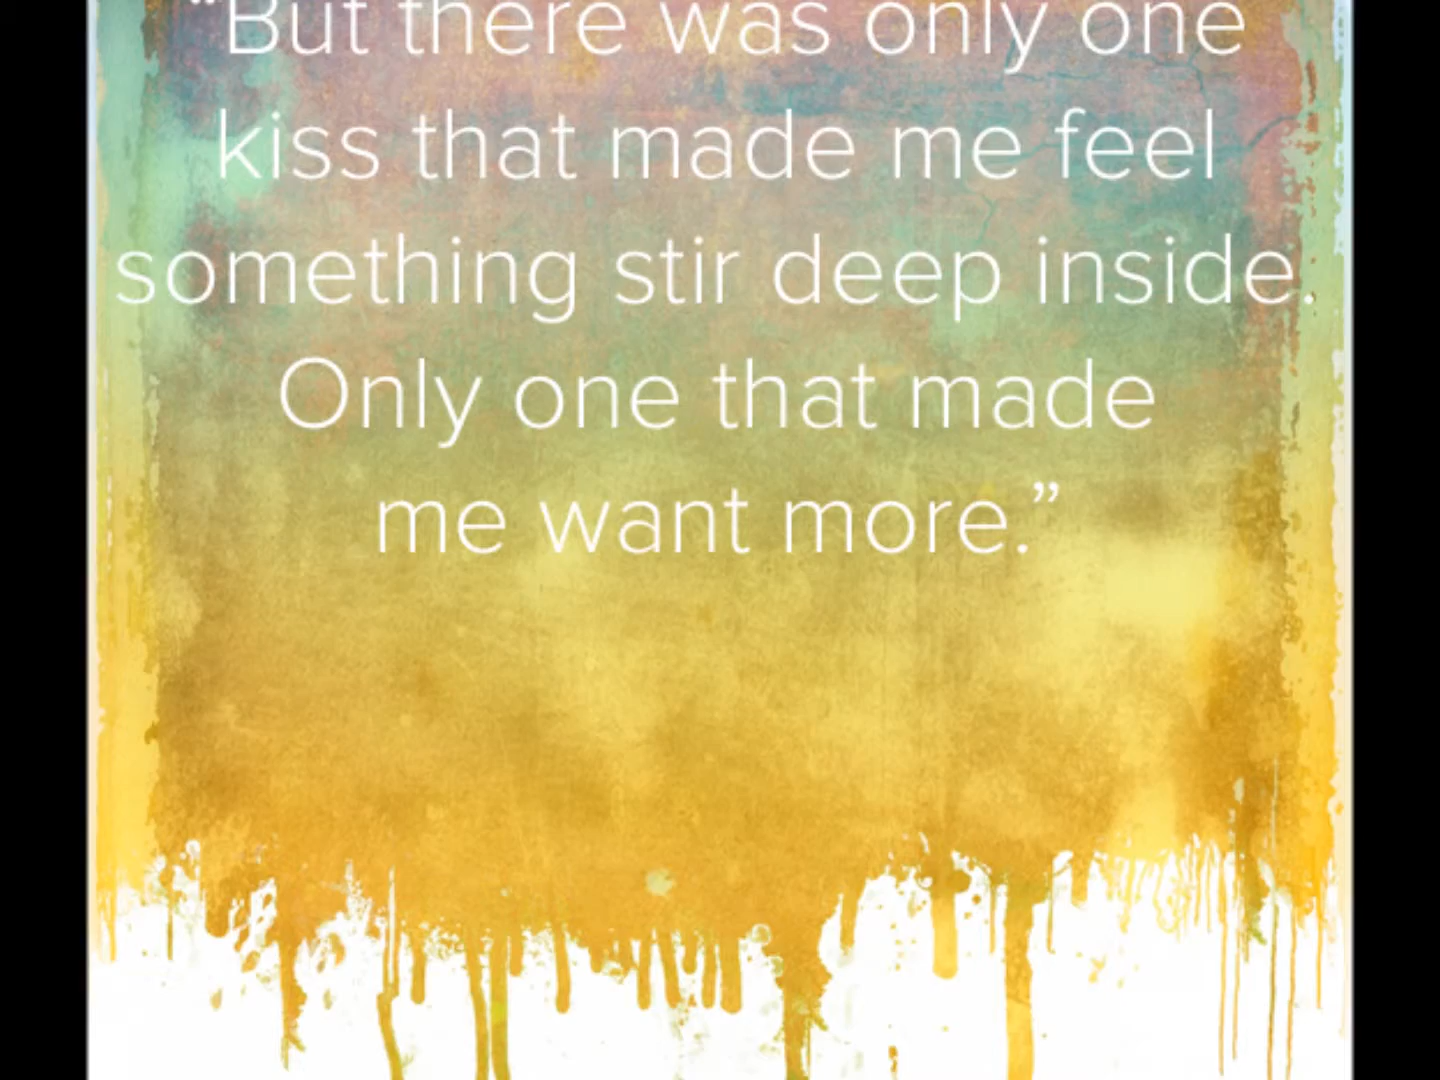 “But there was only one
kiss that made me feel
something stir deep inside.
Only one that made
me want more.”